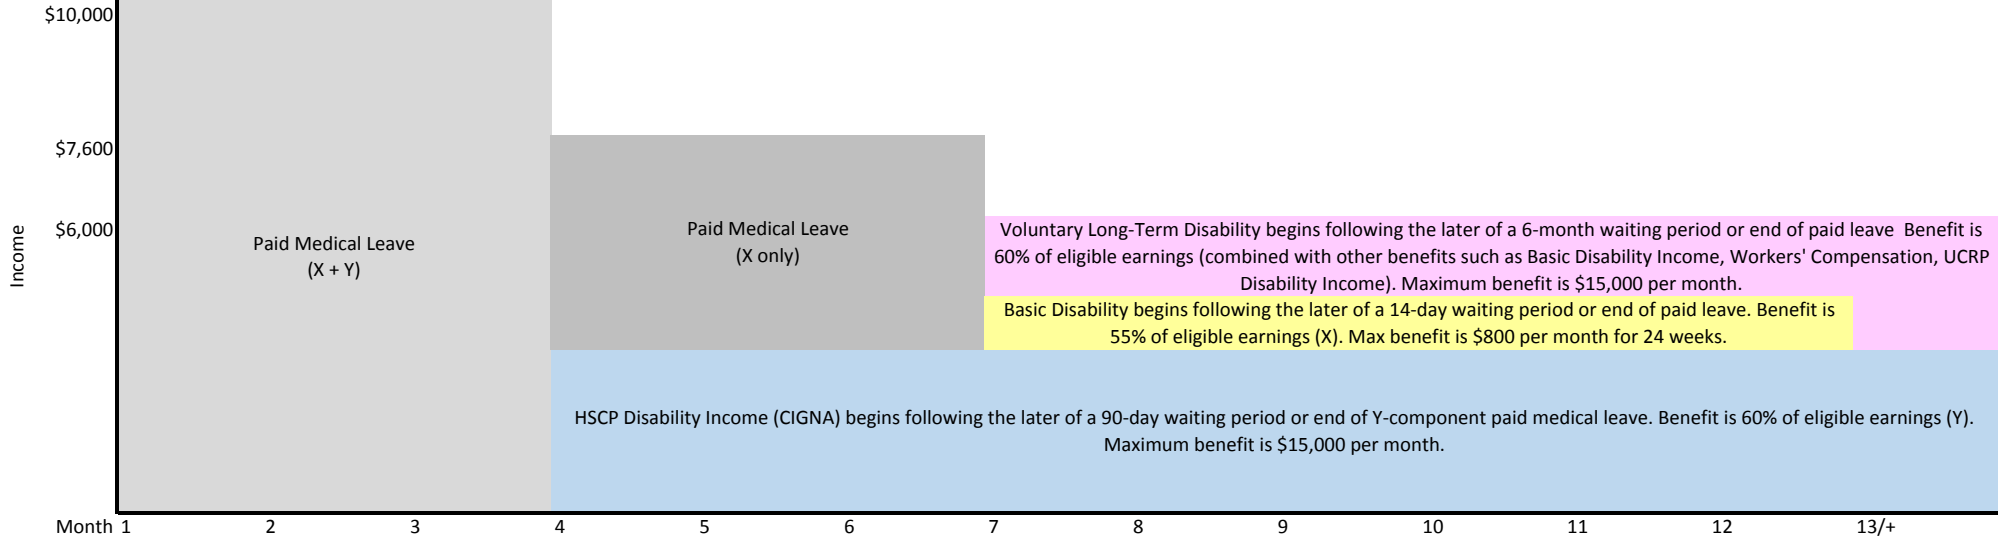 $10,000
$7,600
$6,000
Income
Paid Medical Leave
(X + Y)
Paid Medical Leave
(X only)
Voluntary Long-Term Disability begins following the later of a 6-month waiting period or end of paid leave  Benefit is
60% of eligible earnings (combined with other benefits such as Basic Disability Income, Workers' Compensation, UCRP
Disability Income). Maximum benefit is $15,000 per month.
Basic Disability begins following the later of a 14-day waiting period or end of paid leave. Benefit is
55% of eligible earnings (X). Max benefit is $800 per month for 24 weeks.
HSCP Disability Income (CIGNA) begins following the later of a 90-day waiting period or end of Y-component paid medical leave. Benefit is 60% of eligible earnings (Y).
Maximum benefit is $15,000 per month.
Month 1 2 3 4 5 6 7 8 9 10 11 12 13/+